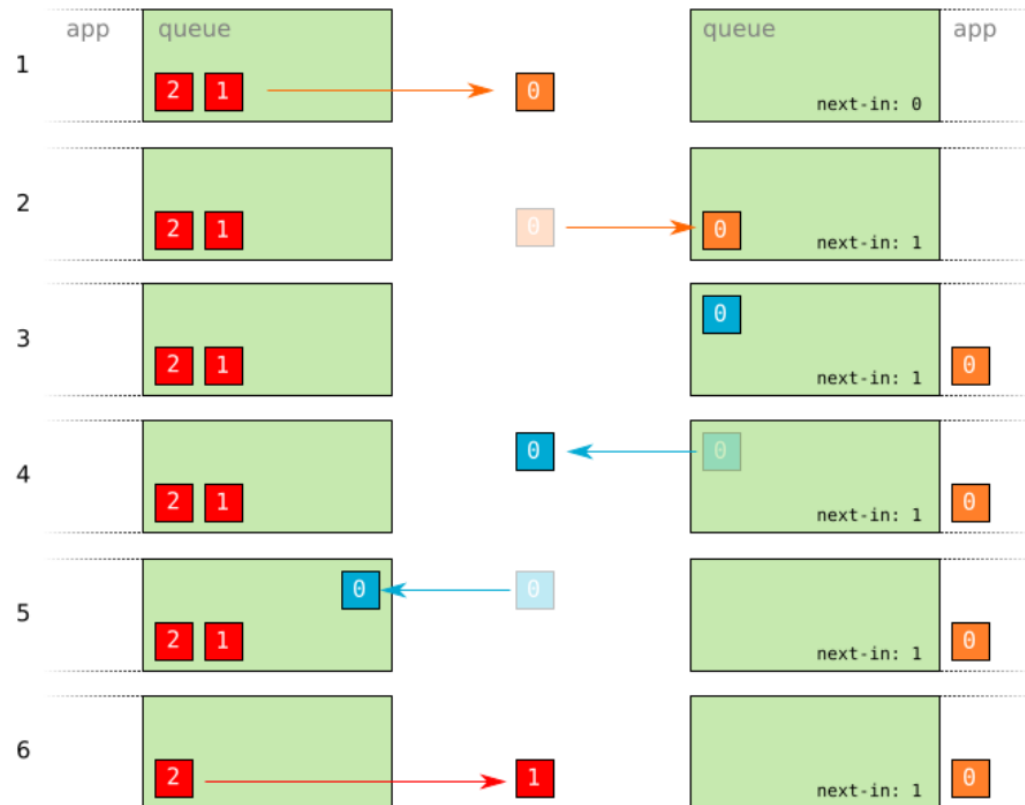 app queue queue app
1
2 1 0
next-in: 0
2
2 1 0 0
next-in: 1
3
0
2 1 next-in: 1 0
4
0 0
2 1 next-in: 1 0
5
0 0
2 1 next-in: 1 0
6
2 1 next-in: 1 0